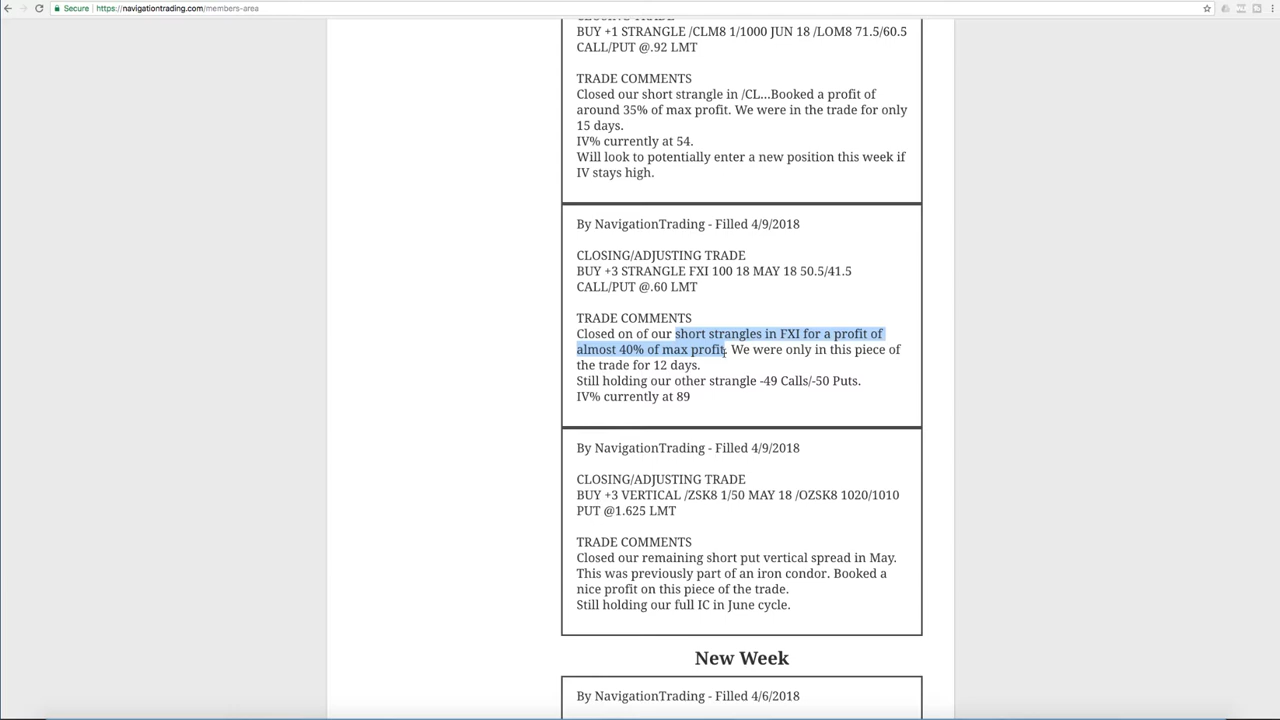 Secure
https://navigationtrading.com/members-area
CLOSING TRADE
BUY +1 STRANGLE /CLM8 1/1000 JUN 18 /LOM8 71.5/60.5
CALL/PUT @.92 LMT
TRADE COMMENTS
Closed our short strangle in /CL...Booked a profit of
around 35% of max profit. We were in the trade for only
15 days.
IV% currently at 54.
Will look to potentially enter a new position this week if
IV stays high.
By NavigationTrading - Filled 4/9/2018
CLOSING/ADJUSTING TRADE
BUY +3 STRANGLE FXI 100 18 MAY 18 50.5/41.5
CALL/PUT @.60 LMT
TRADE COMMENTS
Closed on of our short strangles in FXI for a profit of
almost 40% of max profit. We were only in this piece of
the trade for 12 days.
Still holding our other strangle -49 Calls/-50 Puts.
IV% currently at 89
By NavigationTrading - Filled 4/9/2018
CLOSING/ADJUSTING TRADE
BUY +3 VERTICAL /ZSK8 1/50 MAY 18 /OZSK8 1020/1010
PUT @1.625 LMT
TRADE COMMENTS
Closed our remaining short put vertical spread in May.
This was previously part of an iron condor. Booked a
nice profit on this piece of the trade.
Still holding our full IC in June cycle.
New Week
By NavigationTrading - Filled 4/6/2018